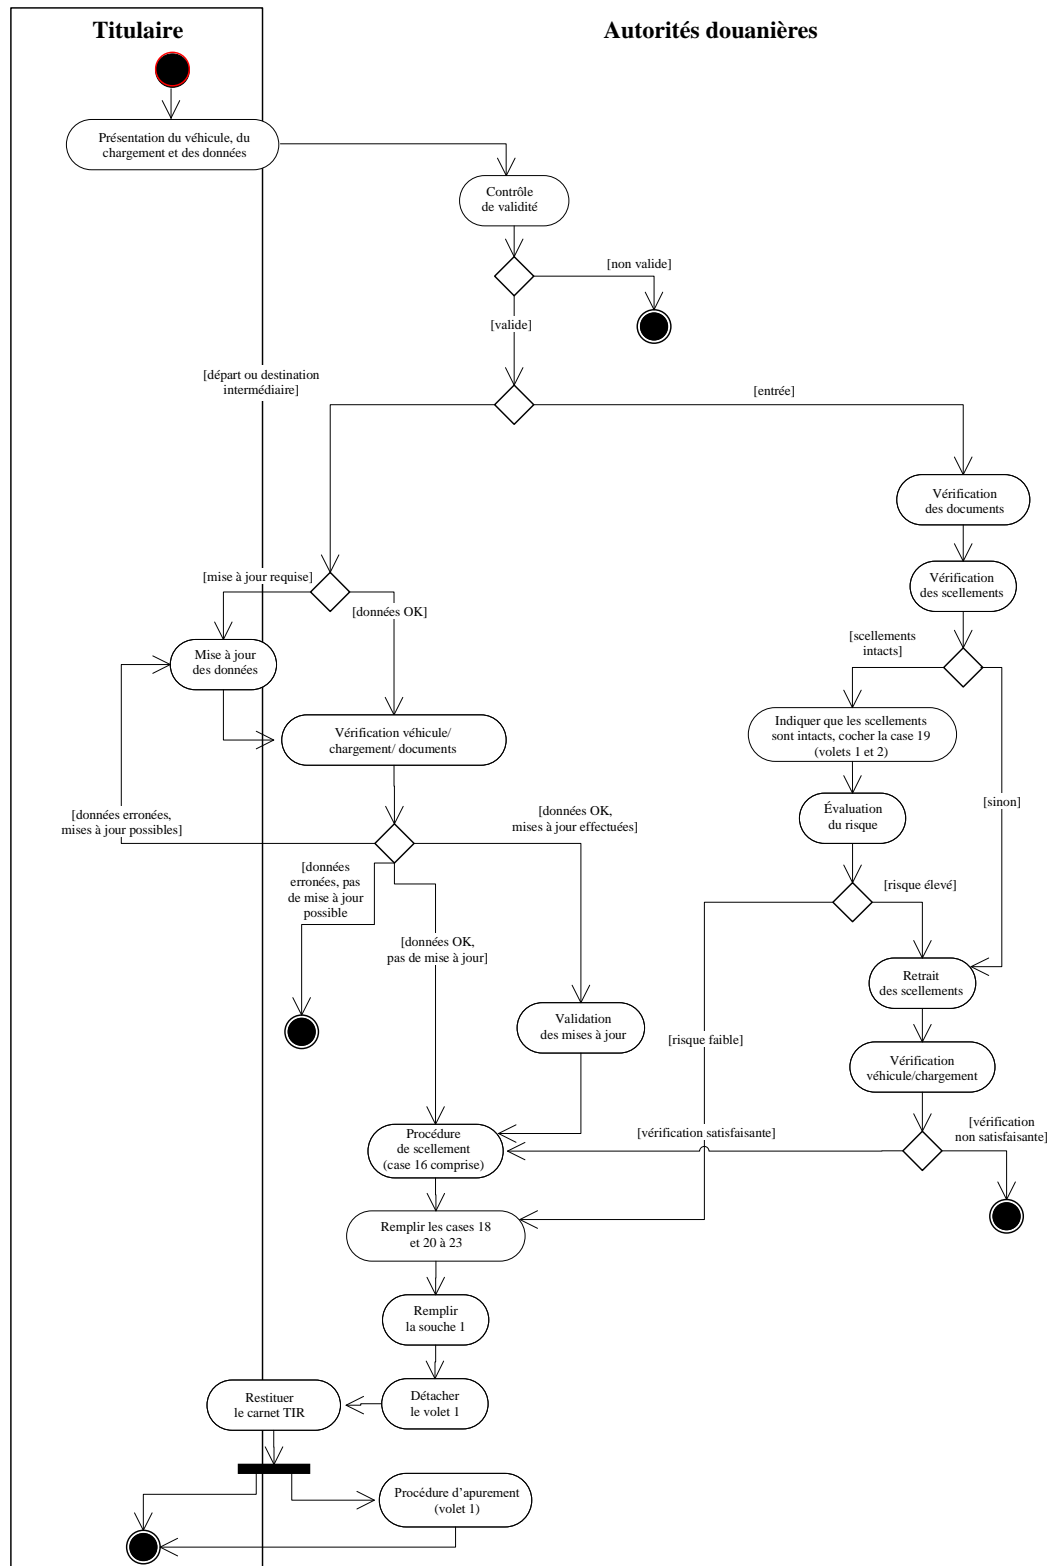 Titulaire
Autorités douanières
Présentation du véhicule, du
chargement et des données
Contrôle
de validité
[non valide]
[valide]
[départ ou destination
intermédiaire]
[entrée]
Vérification
des documents
[mise à jour requise]
[données OK]
Vérification
des scellements
Mise à jour
des données
[scellements
intacts]
Vérification véhicule/
chargement/ documents
Indiquer que les scellements
sont intacts, cocher la case 19
(volets 1 et 2)
[sinon]
[données erronées,
mises à jour possibles]
[données OK,
mises à jour effectuées]
Évaluation
du risque
[données
erronées, pas
de mise à jour
possible
[risque élevé]
[données OK,
pas de mise à jour]
Retrait
des scellements
Validation
des mises à jour
[risque faible]
Vérification
véhicule/chargement
Procédure
de scellement
(case 16 comprise)
[vérification satisfaisante]
[vérification
non satisfaisante]
Remplir les cases 18
et 20 à 23
Remplir
la souche 1
Détacher
le volet 1
Restituer
le carnet TIR
Procédure d'apurement
(volet 1)